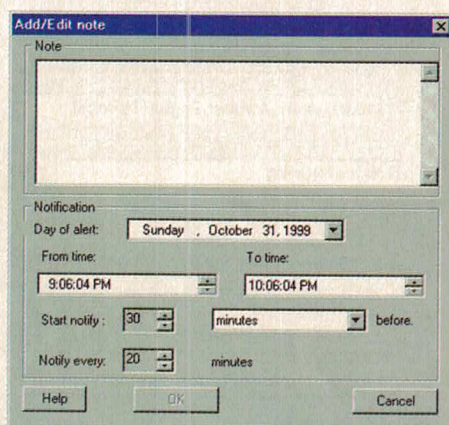 Add/Edit note
Note
Notification
Day of alert: Sunday , October 31, 1999
From time: To time:
9:06:04 PM 10:06:04 PM
Start notify : 30 minutes before.
Notify every: 20 minutes
Help OK Cancel